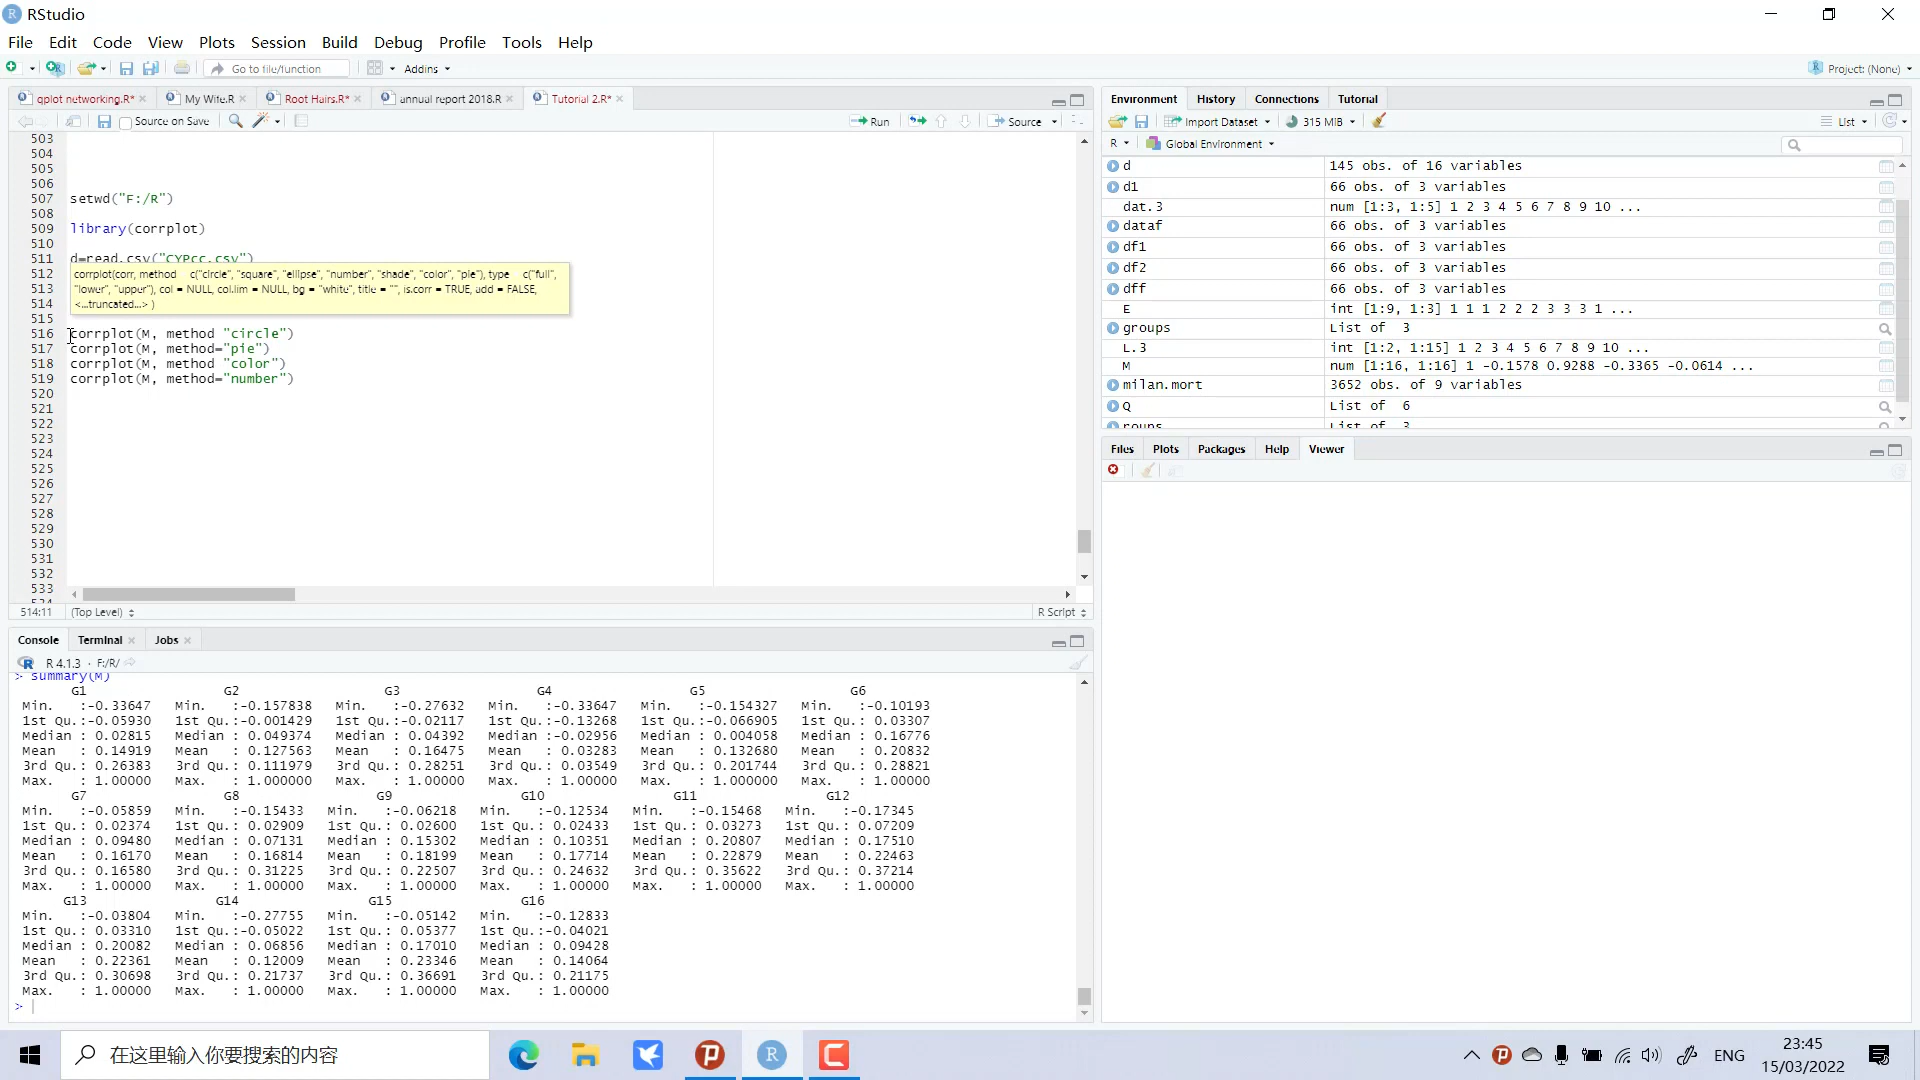 RStudio
File Edit Code View Plots Session Build Debug Profile Tools Help
Go to file/function Addins Project: (None)
qplot networking.R* My Wife.R Root Hairs.R* annual report 2018.R Tutorial 2.R*
Source on Save Run Source
503
504
505
506
507 setwd("F:/R")
508
509 library(corrplot)
510
511 d=read.csv("CYPcc.csv")
512 corrplot(corr, method c("circle", "square", "ellipse", "number", "shade", "color", "pie"), type c("full",
513 "lower", "upper"), col = NULL, col.lim = NULL, bg = "white", title = "", is.corr = TRUE, add = FALSE,
514 <...truncated...> )
515
516 corrplot(M, method "circle")
517 corrplot(M, method="pie")
518 corrplot(M, method "color")
519 corrplot(M, method="number")
520
521
522
523
524
525
526
527
528
529
530
531
532
533
514:11 (Top Level) R Script
Console Terminal Jobs
R 4.1.3 · F:/R/
> summary(M)
G1 G2 G3 G4 G5 G6
Min. :-0.33647 Min. :-0.157838 Min. :-0.27632 Min. :-0.33647 Min. :-0.154327 Min. :-0.10193
1st Qu.:-0.05930 1st Qu.:-0.001429 1st Qu.:-0.02117 1st Qu.:-0.13268 1st Qu.:-0.066905 1st Qu.: 0.03307
Median : 0.02815 Median : 0.049374 Median : 0.04392 Median :-0.02956 Median : 0.004058 Median : 0.16776
Mean : 0.14919 Mean : 0.127563 Mean : 0.16475 Mean : 0.03283 Mean : 0.132680 Mean : 0.20832
3rd Qu.: 0.26383 3rd Qu.: 0.111979 3rd Qu.: 0.28251 3rd Qu.: 0.03549 3rd Qu.: 0.201744 3rd Qu.: 0.28821
Max. : 1.00000 Max. : 1.000000 Max. : 1.00000 Max. : 1.00000 Max. : 1.000000 Max. : 1.00000
G7 G8 G9 G10 G11 G12
Min. :-0.05859 Min. :-0.15433 Min. :-0.06218 Min. :-0.12534 Min. :-0.15468 Min. :-0.17345
1st Qu.: 0.02374 1st Qu.: 0.02909 1st Qu.: 0.02600 1st Qu.: 0.02433 1st Qu.: 0.03273 1st Qu.: 0.07209
Median : 0.09480 Median : 0.07131 Median : 0.15302 Median : 0.10351 Median : 0.20807 Median : 0.17510
Mean : 0.16170 Mean : 0.16814 Mean : 0.18199 Mean : 0.17714 Mean : 0.22879 Mean : 0.22463
3rd Qu.: 0.16580 3rd Qu.: 0.31225 3rd Qu.: 0.22507 3rd Qu.: 0.24632 3rd Qu.: 0.35622 3rd Qu.: 0.37214
Max. : 1.00000 Max. : 1.00000 Max. : 1.00000 Max. : 1.00000 Max. : 1.00000 Max. : 1.00000
G13 G14 G15 G16
Min. :-0.03804 Min. :-0.27755 Min. :-0.05142 Min. :-0.12833
1st Qu.: 0.03310 1st Qu.:-0.05022 1st Qu.: 0.05377 1st Qu.:-0.04021
Median : 0.20082 Median : 0.06856 Median : 0.17010 Median : 0.09428
Mean : 0.22361 Mean : 0.12009 Mean : 0.23346 Mean : 0.14064
3rd Qu.: 0.30698 3rd Qu.: 0.21737 3rd Qu.: 0.36691 3rd Qu.: 0.21175
Max. : 1.00000 Max. : 1.00000 Max. : 1.00000 Max. : 1.00000
>
Environment History Connections Tutorial
Import Dataset 315 MiB List
R Global Environment
d 145 obs. of 16 variables
d1 66 obs. of 3 variables
dat.3 num [1:3, 1:5] 1 2 3 4 5 6 7 8 9 10 ...
dataf 66 obs. of 3 variables
df1 66 obs. of 3 variables
df2 66 obs. of 3 variables
dff 66 obs. of 3 variables
E int [1:9, 1:3] 1 1 1 2 2 2 3 3 3 1 ...
groups List of 3
L.3 int [1:2, 1:15] 1 2 3 4 5 6 7 8 9 10 ...
M num [1:16, 1:16] 1 -0.1578 0.9288 -0.3365 -0.0614 ...
milan.mort 3652 obs. of 9 variables
Q List of 6
roups List of 3
Files Plots Packages Help Viewer
在这里输入你要搜索的内容
ENG
23:45
15/03/2022